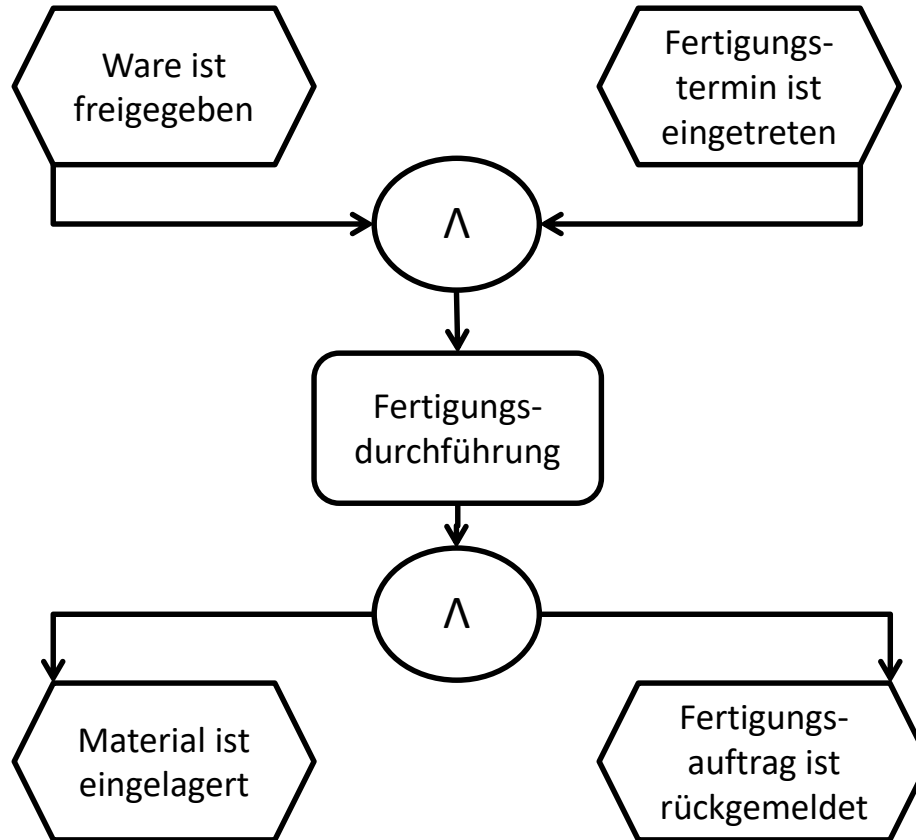 Ware ist
freigegeben
Fertigungs-
termin ist
eingetreten
Λ
Fertigungs-
durchführung
Λ
Material ist
eingelagert
Fertigungs-
auftrag ist
rückgemeldet